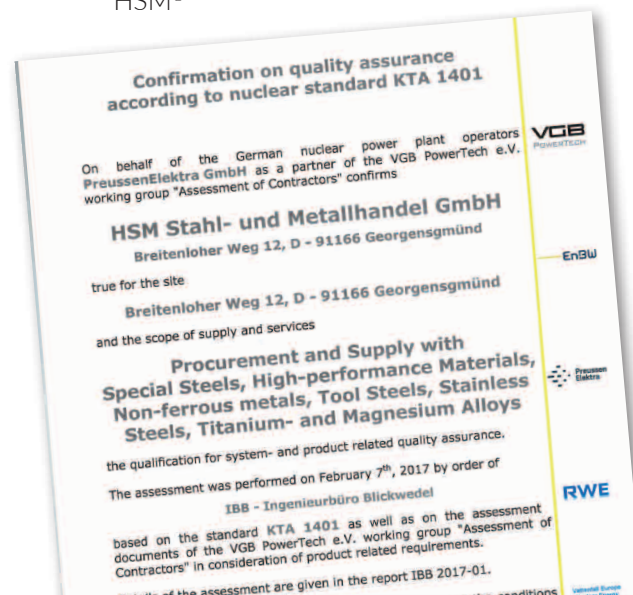 HSM
Confirmation on quality assurance
according to nuclear standard KTA 1401
On behalf of the German nuclear power plant operators
PreussenElektra GmbH as a partner of the VGB PowerTech e.V.
working group "Assessment of Contractors" confirms
HSM Stahl- und Metallhandel GmbH
Breitenloher Weg 12, D - 91166 Georgensgmünd
true for the site
Breitenloher Weg 12, D - 91166 Georgensgmünd
and the scope of supply and services
Procurement and Supply with
Special Steels, High-performance Materials,
Non-ferrous metals, Tool Steels, Stainless
Steels, Titanium- and Magnesium Alloys
the qualification for system- and product related quality assurance.
The assessment was performed on February 7th, 2017 by order of
IBB - Ingenieurbüro Blickwedel
based on the standard KTA 1401 as well as on the assessment
documents of the VGB PowerTech e.V. working group "Assessment of
Contractors" in consideration of product related requirements.
of the assessment are given in the report IBB 2017-01.
conditions
VGB
POWERTECH
EnBW
Preussen
Elektra
RWE
Vattenfall Europe